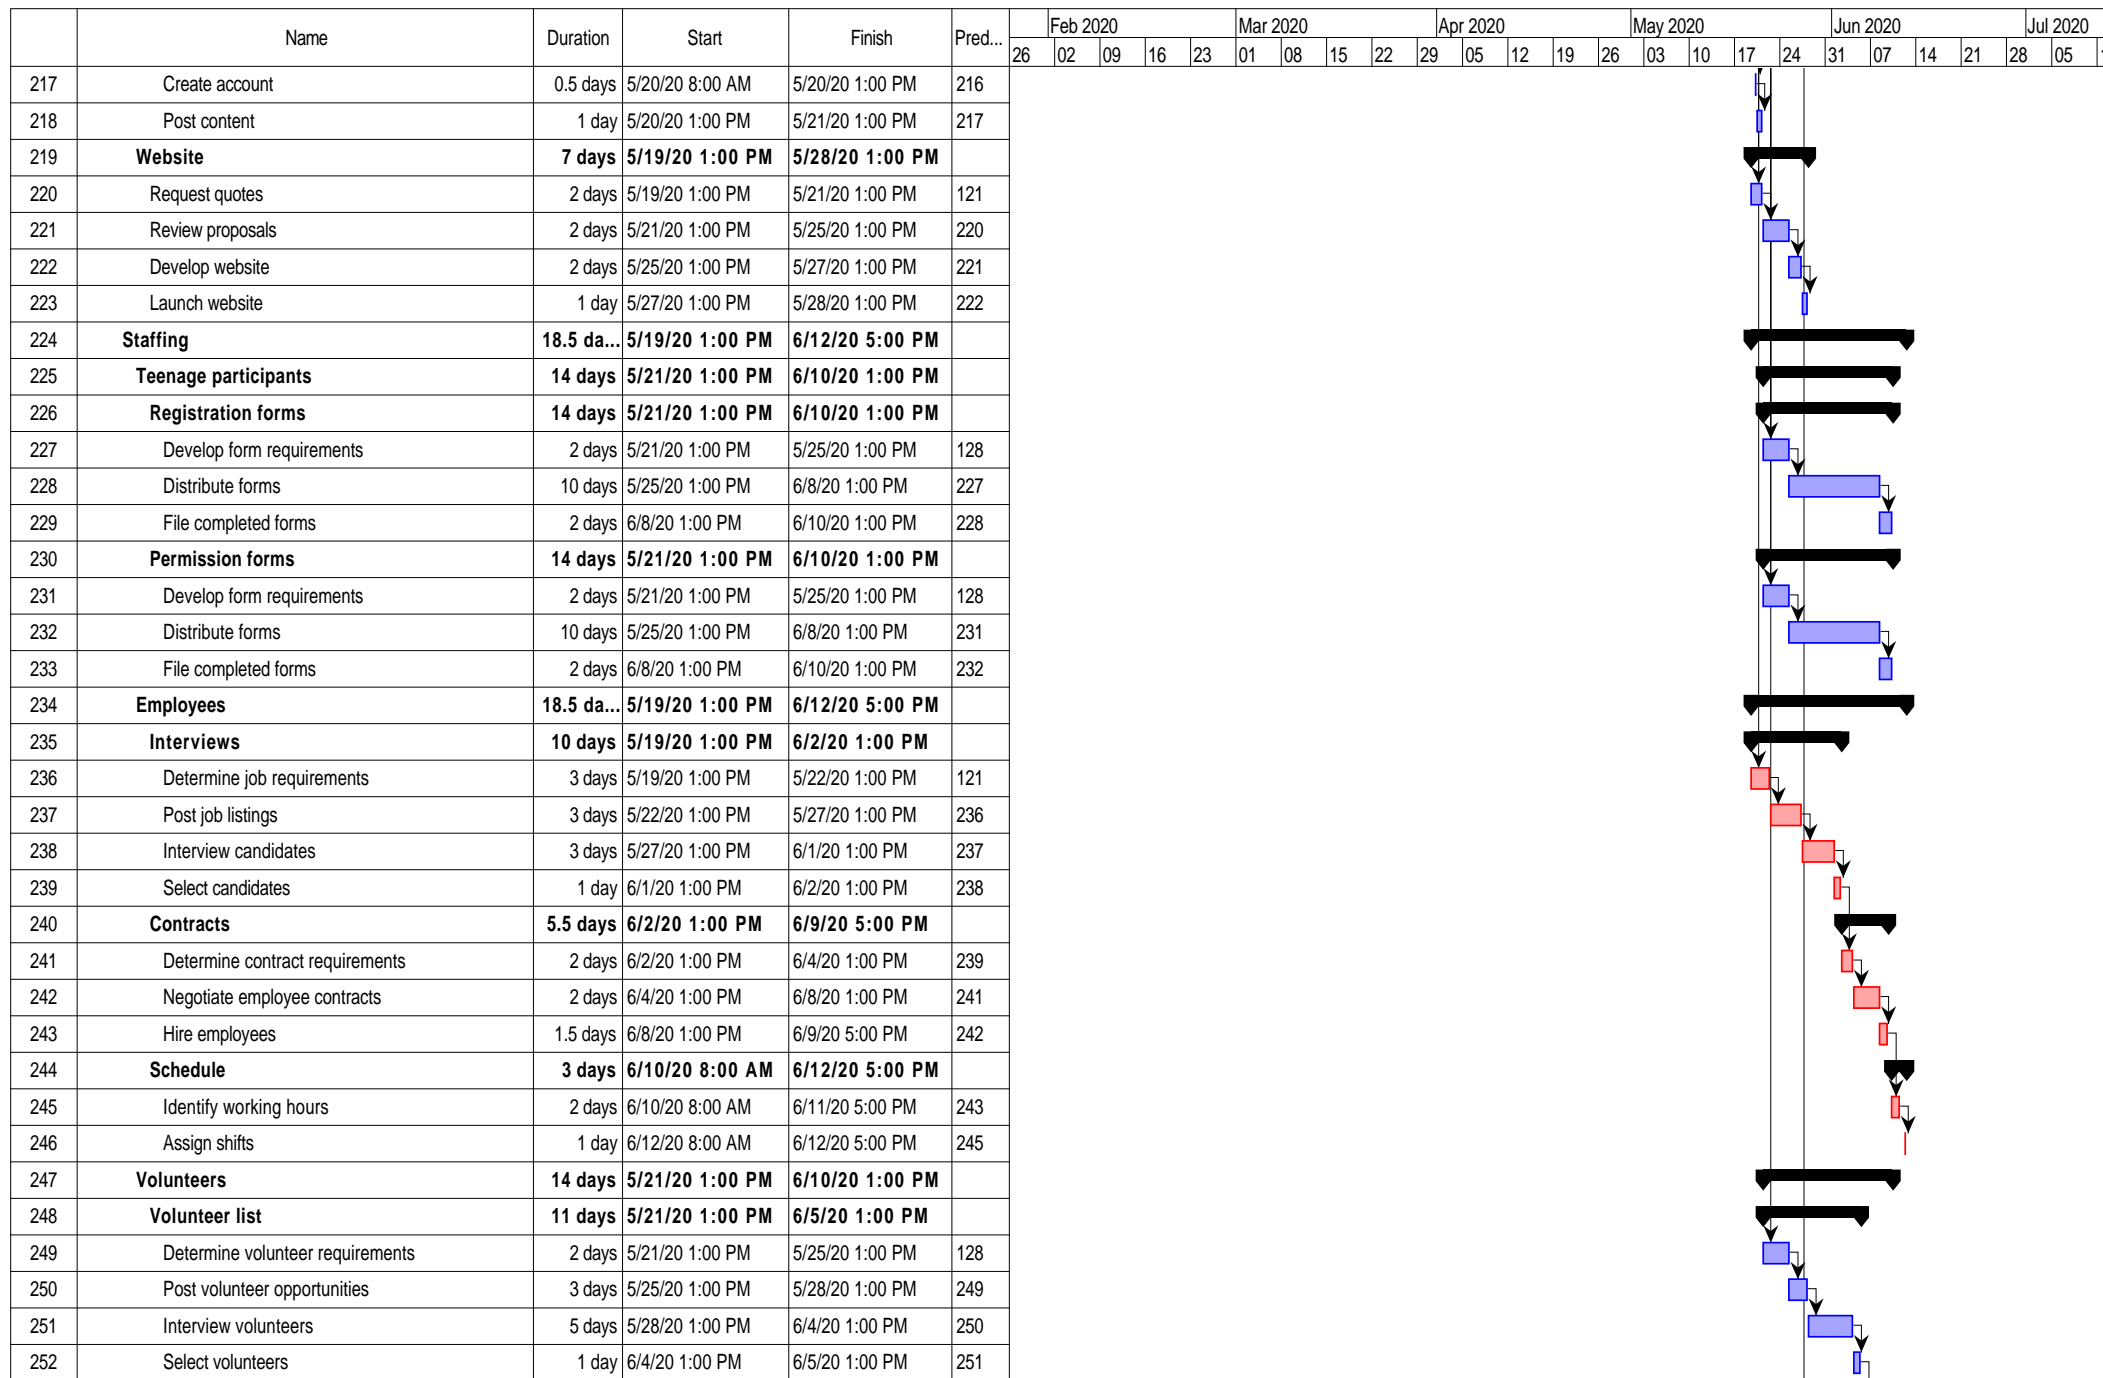 Name Duration Start Finish Pred... Feb 2020 Mar 2020 Apr 2020 May 2020 Jun 2020 Jul 2020
26 02 09 16 23 01 08 15 22 29 05 12 19 26 03 10 17 24 31 07 14 21 28 05
217 Create account 0.5 days 5/20/20 8:00 AM 5/20/20 1:00 PM 216
218 Post content 1 day 5/20/20 1:00 PM 5/21/20 1:00 PM 217
219 Website 7 days 5/19/20 1:00 PM 5/28/20 1:00 PM
220 Request quotes 2 days 5/19/20 1:00 PM 5/21/20 1:00 PM 121
221 Review proposals 2 days 5/21/20 1:00 PM 5/25/20 1:00 PM 220
222 Develop website 2 days 5/25/20 1:00 PM 5/27/20 1:00 PM 221
223 Launch website 1 day 5/27/20 1:00 PM 5/28/20 1:00 PM 222
224 Staffing 18.5 da... 5/19/20 1:00 PM 6/12/20 5:00 PM
225 Teenage participants 14 days 5/21/20 1:00 PM 6/10/20 1:00 PM
226 Registration forms 14 days 5/21/20 1:00 PM 6/10/20 1:00 PM
227 Develop form requirements 2 days 5/21/20 1:00 PM 5/25/20 1:00 PM 128
228 Distribute forms 10 days 5/25/20 1:00 PM 6/8/20 1:00 PM 227
229 File completed forms 2 days 6/8/20 1:00 PM 6/10/20 1:00 PM 228
230 Permission forms 14 days 5/21/20 1:00 PM 6/10/20 1:00 PM
231 Develop form requirements 2 days 5/21/20 1:00 PM 5/25/20 1:00 PM 128
232 Distribute forms 10 days 5/25/20 1:00 PM 6/8/20 1:00 PM 231
233 File completed forms 2 days 6/8/20 1:00 PM 6/10/20 1:00 PM 232
234 Employees 18.5 da... 5/19/20 1:00 PM 6/12/20 5:00 PM
235 Interviews 10 days 5/19/20 1:00 PM 6/2/20 1:00 PM
236 Determine job requirements 3 days 5/19/20 1:00 PM 5/22/20 1:00 PM 121
237 Post job listings 3 days 5/22/20 1:00 PM 5/27/20 1:00 PM 236
238 Interview candidates 3 days 5/27/20 1:00 PM 6/1/20 1:00 PM 237
239 Select candidates 1 day 6/1/20 1:00 PM 6/2/20 1:00 PM 238
240 Contracts 5.5 days 6/2/20 1:00 PM 6/9/20 5:00 PM
241 Determine contract requirements 2 days 6/2/20 1:00 PM 6/4/20 1:00 PM 239
242 Negotiate employee contracts 2 days 6/4/20 1:00 PM 6/8/20 1:00 PM 241
243 Hire employees 1.5 days 6/8/20 1:00 PM 6/9/20 5:00 PM 242
244 Schedule 3 days 6/10/20 8:00 AM 6/12/20 5:00 PM
245 Identify working hours 2 days 6/10/20 8:00 AM 6/11/20 5:00 PM 243
246 Assign shifts 1 day 6/12/20 8:00 AM 6/12/20 5:00 PM 245
247 Volunteers 14 days 5/21/20 1:00 PM 6/10/20 1:00 PM
248 Volunteer list 11 days 5/21/20 1:00 PM 6/5/20 1:00 PM
249 Determine volunteer requirements 2 days 5/21/20 1:00 PM 5/25/20 1:00 PM 128
250 Post volunteer opportunities 3 days 5/25/20 1:00 PM 5/28/20 1:00 PM 249
251 Interview volunteers 5 days 5/28/20 1:00 PM 6/4/20 1:00 PM 250
252 Select volunteers 1 day 6/4/20 1:00 PM 6/5/20 1:00 PM 251